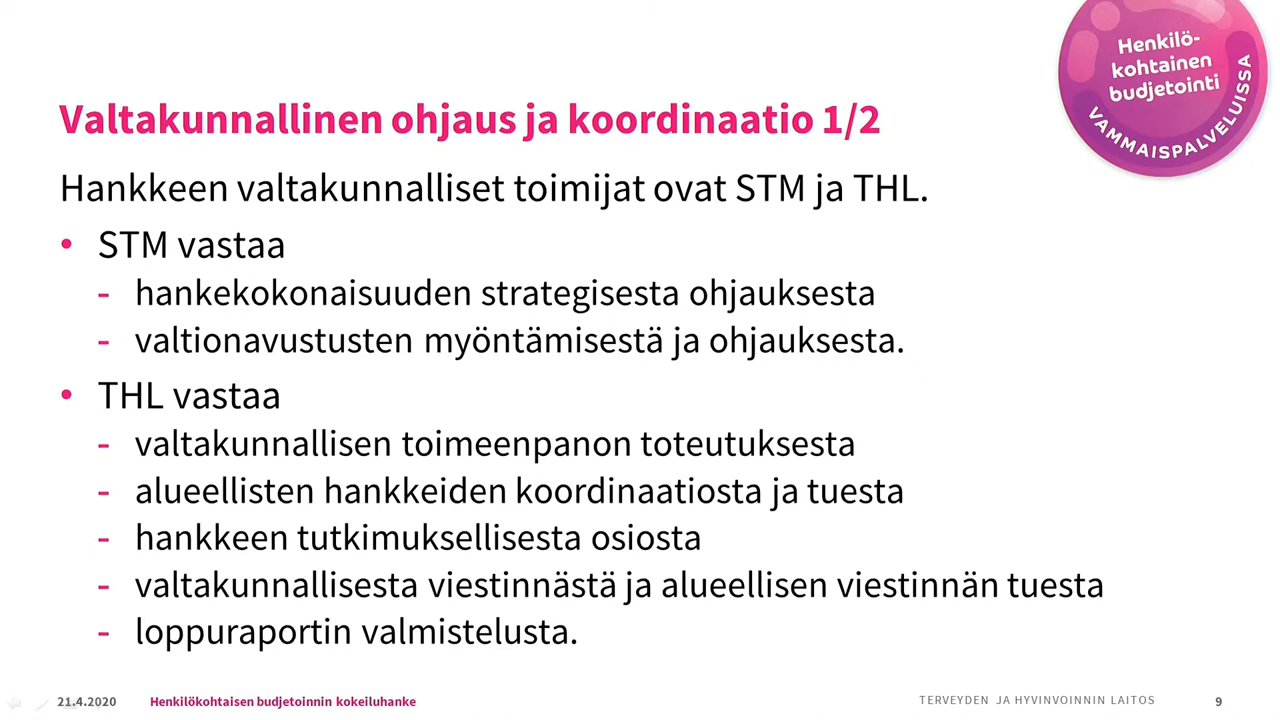 Henkilö-
kohtainen
budjetointi
VAMMAISPALVELUISSA
Valtakunnallinen ohjaus ja koordinaatio 1/2
Hankkeen valtakunnalliset toimijat ovat STM ja THL.
• STM vastaa
- hankekokonaisuuden strategisesta ohjauksesta
- valtionavustusten myöntämisestä ja ohjauksesta.
• THL vastaa
- valtakunnallisen toimeenpanon toteutuksesta
- alueellisten hankkeiden koordinaatiosta ja tuesta
- hankkeen tutkimuksellisesta osiosta
- valtakunnallisesta viestinnästä ja alueellisen viestinnän tuesta
- loppuraportin valmistelusta.
21.4.2020 Henkilökohtaisen budjetoinnin kokeiluhanke TERVEYDEN JA HYVINVOINNIN LAITOS 9